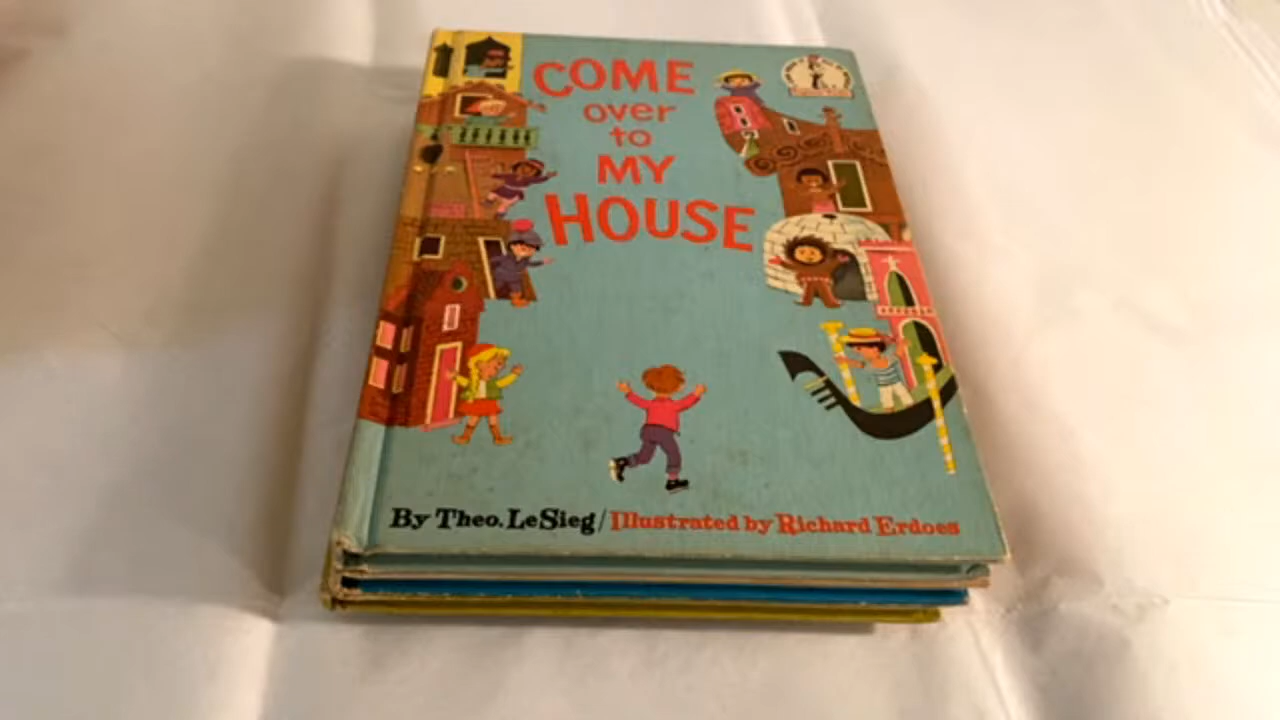 COME
over
to
MY
HOUSE
By Theo. LeSieg/Illustrated by Richard Erdoes